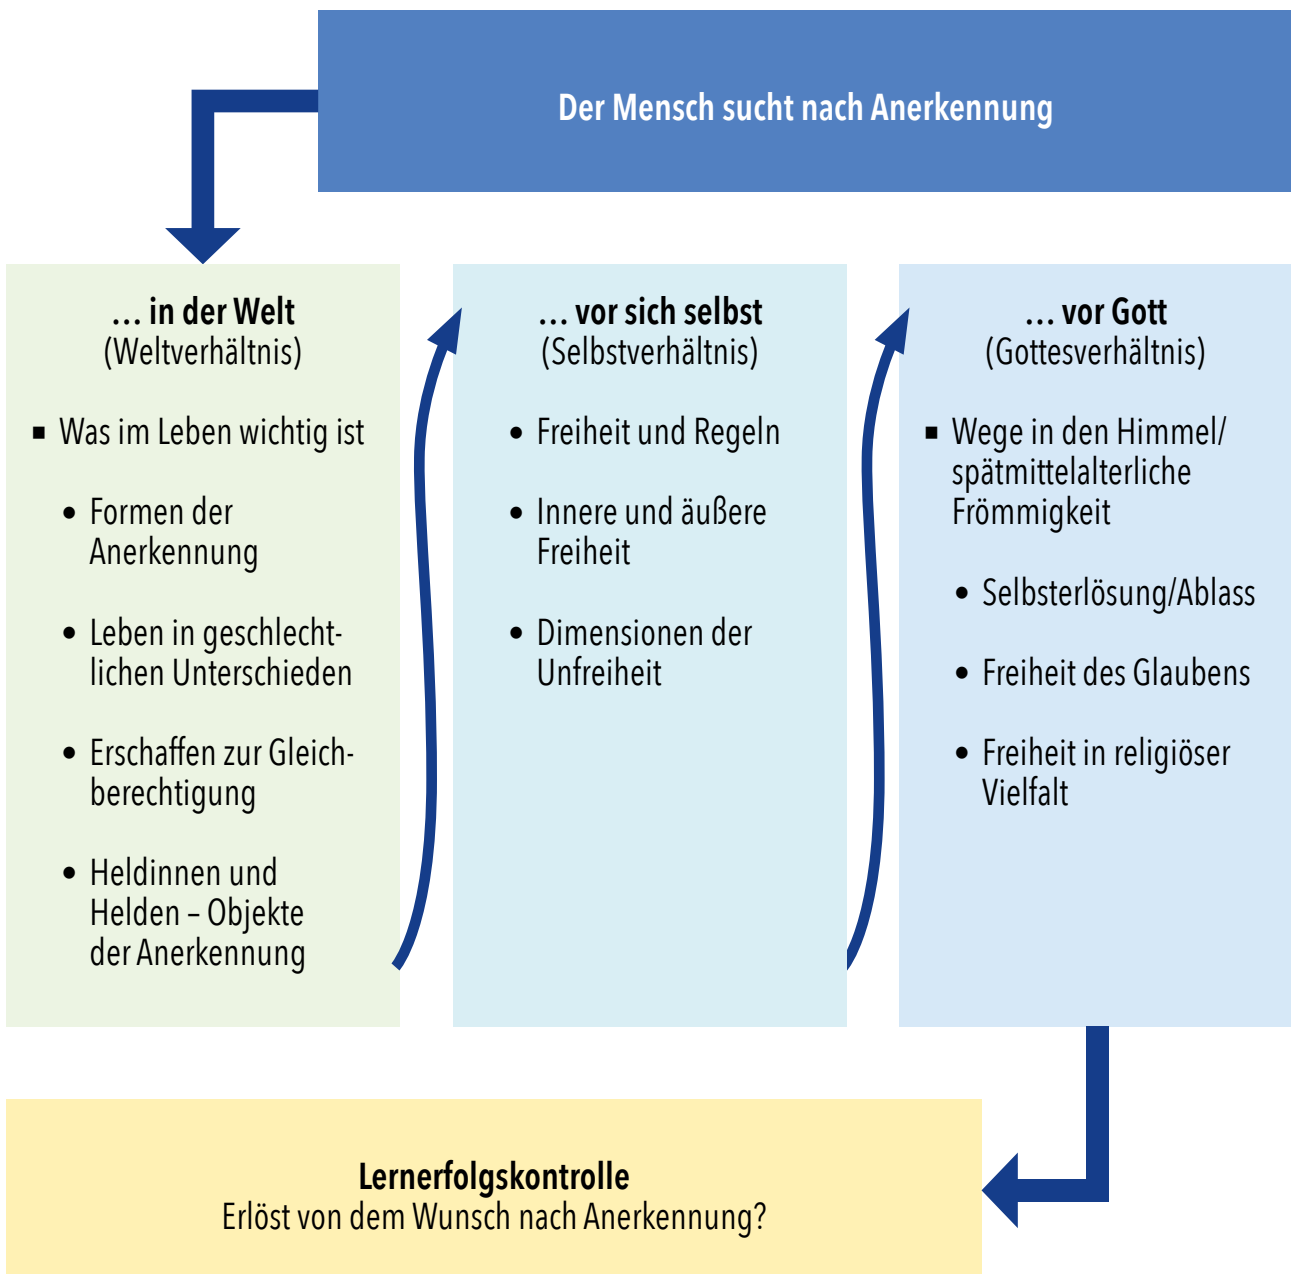 Der Mensch sucht nach Anerkennung
… in der Welt
(Weltverhältnis)
▪ Was im Leben wichtig ist
• Formen der
Anerkennung
• Leben in geschlecht-
lichen Unterschieden
• Erschaffen zur Gleich-
berechtigung
• Heldinnen und
Helden – Objekte
der Anerkennung
… vor sich selbst
(Selbstverhältnis)
• Freiheit und Regeln
• Innere und äußere
Freiheit
• Dimensionen der
Unfreiheit
… vor Gott
(Gottesverhältnis)
▪ Wege in den Himmel/
spätmittelalterliche
Frömmigkeit
• Selbsterlösung/Ablass
• Freiheit des Glaubens
• Freiheit in religiöser
Vielfalt
Lernerfolgskontrolle
Erlöst von dem Wunsch nach Anerkennung?